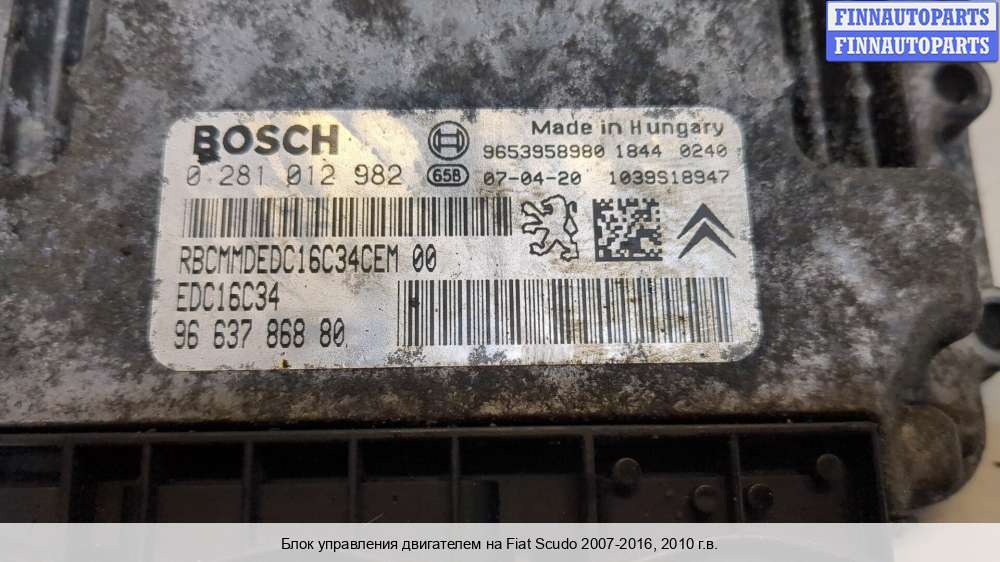 FINNAUTOPARTS
FINNAUTOPARTS
BOSCH
Made in Hungary
9653958980 1844 0240
0 281 012 982 65B 07-04-20 1039S18947
RBCMMDEDC16C34CEM 00
EDC16C34
96 637 868 80
Блок управления двигателем на Fiat Scudo 2007-2016, 2010 г.в.